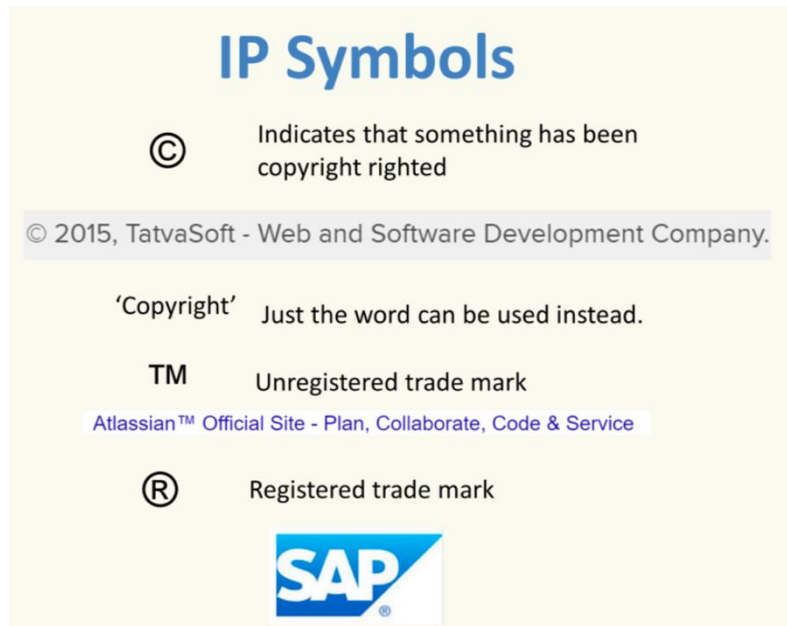 IP Symbols
© Indicates that something has been
copyright righted
© 2015, TatvaSoft - Web and Software Development Company.
‘Copyright’ Just the word can be used instead.
TM Unregistered trade mark
Atlassian™ Official Site - Plan, Collaborate, Code & Service
® Registered trade mark
SAP
®